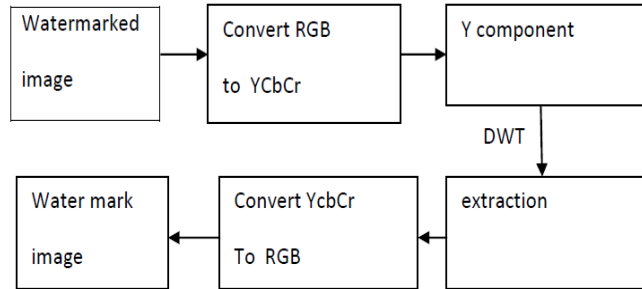 Watermarked
image
Convert RGB
to YCbCr
Y component
DWT
Water mark
image
Convert YcbCr
To RGB
extraction